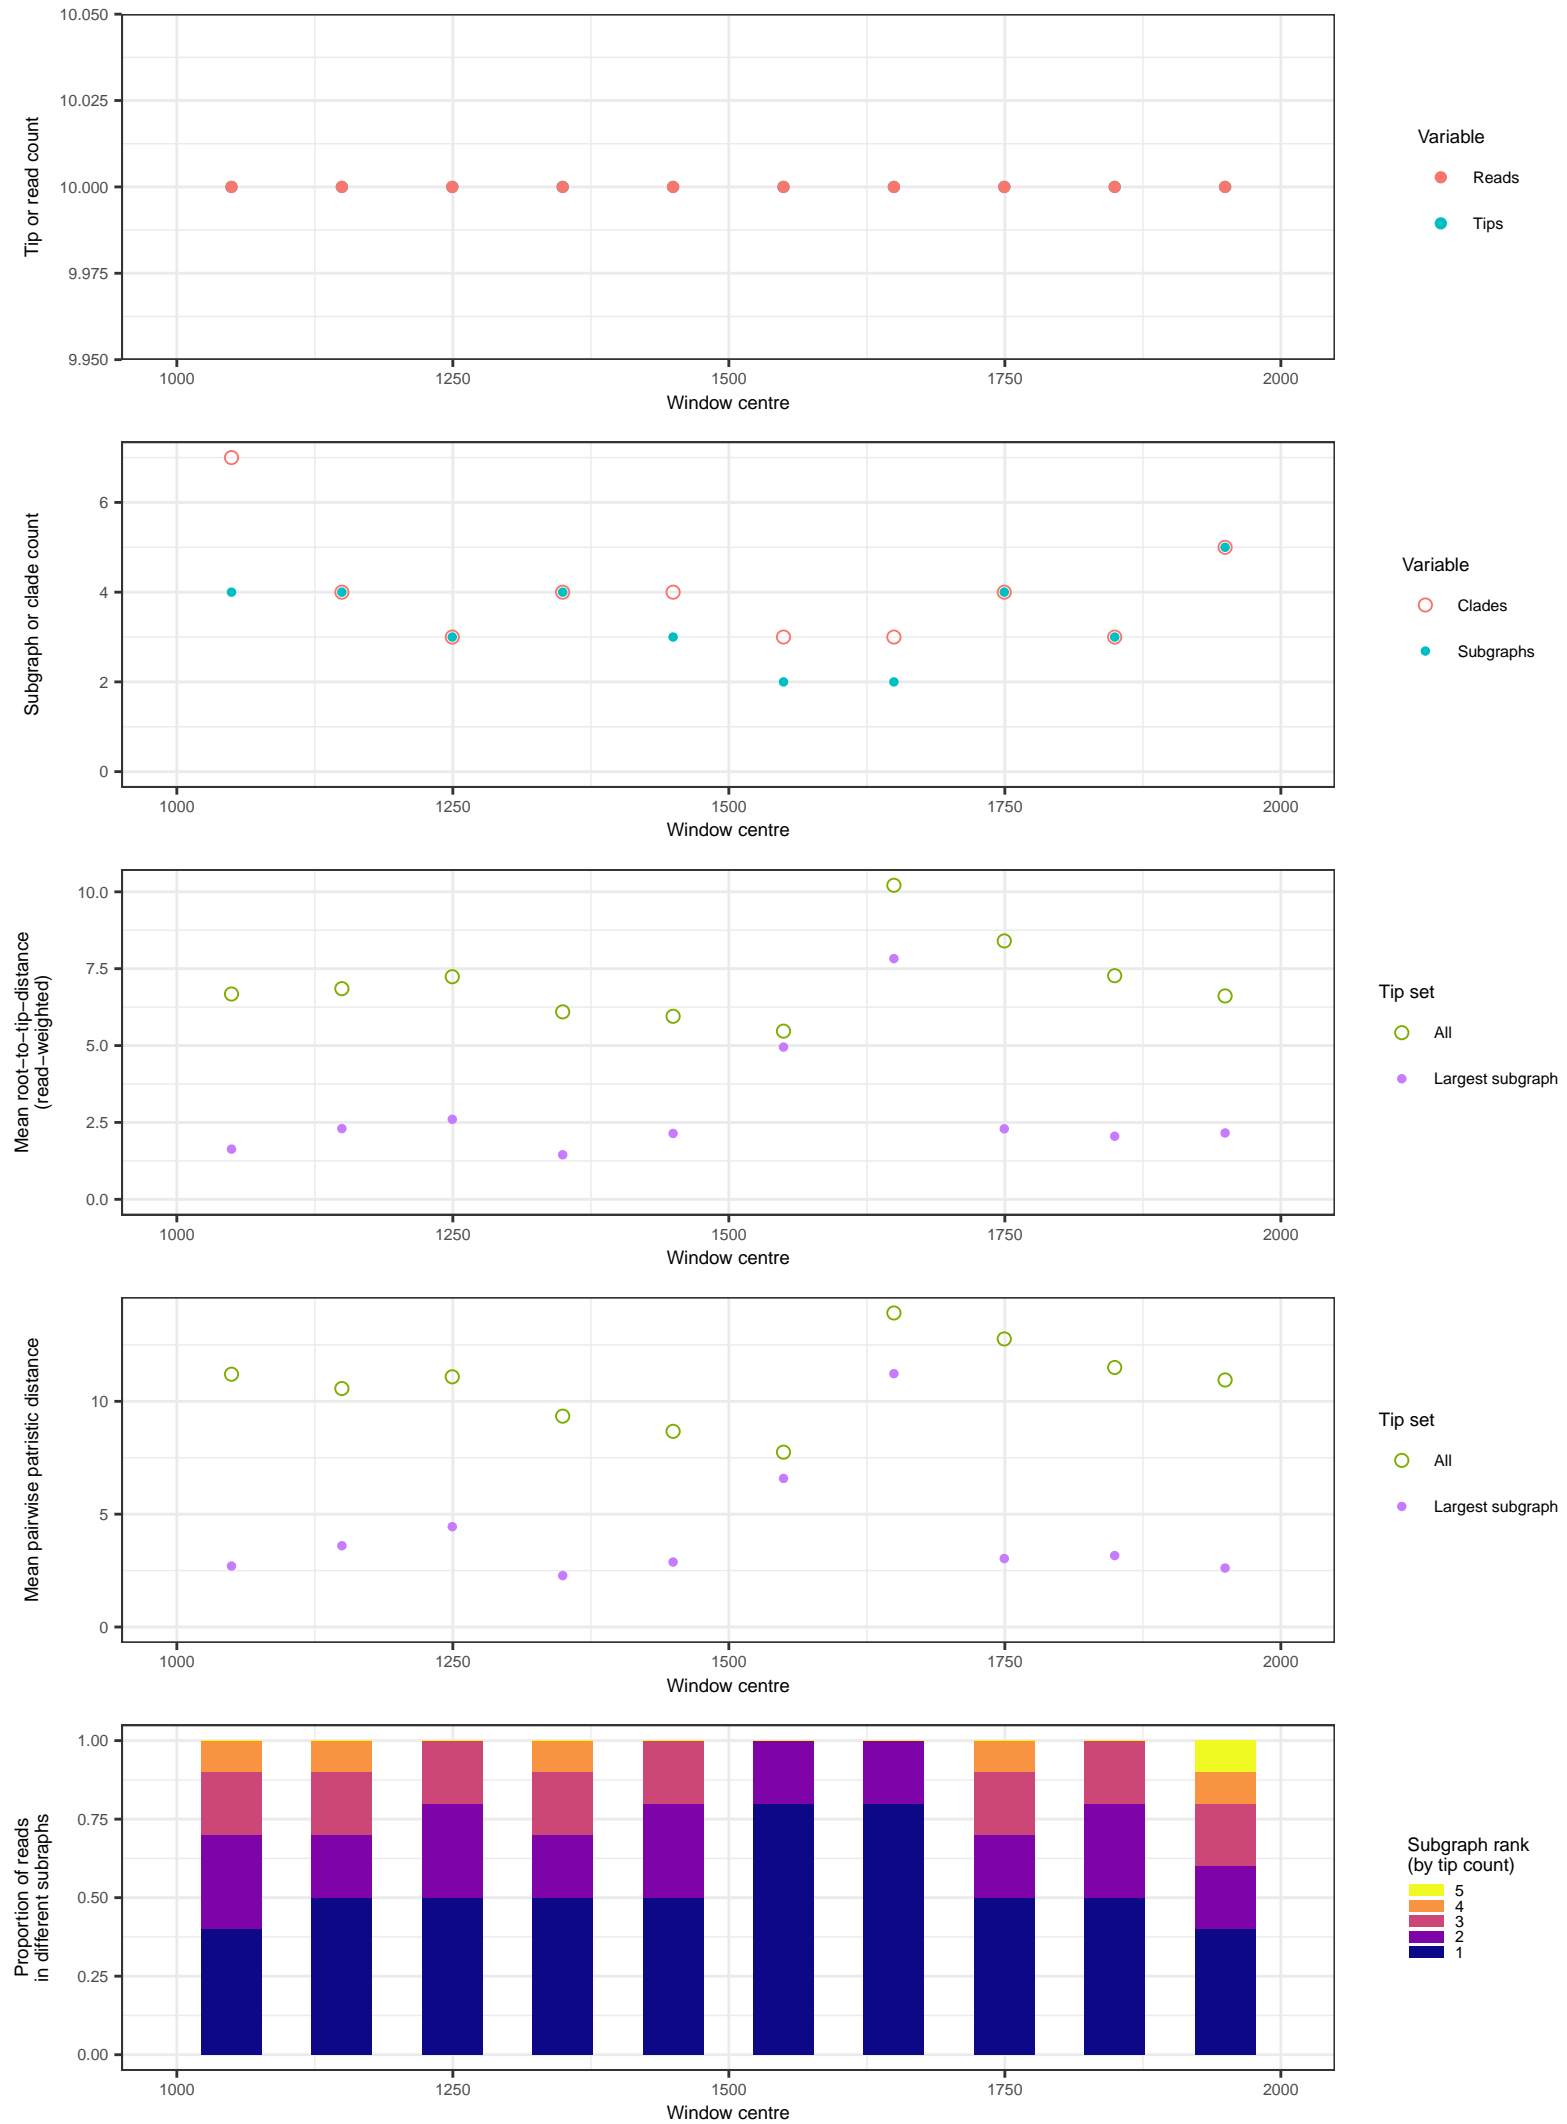 10.050
10.025
10.000
9.975
9.950
Tip or read count
1000 1250 1500 1750 2000
Window centre
Variable
Reads
Tips
6
4
2
0
Subgraph or clade count
1000 1250 1500 1750 2000
Window centre
Variable
Clades
Subgraphs
10.0
7.5
5.0
2.5
0.0
Mean root−to−tip−distance
(read−weighted)
1000 1250 1500 1750 2000
Window centre
Tip set
All
Largest subgraph
10
5
0
Mean pairwise patristic distance
1000 1250 1500 1750 2000
Window centre
Tip set
All
Largest subgraph
1.00
0.75
0.50
0.25
0.00
Proportion of reads
in different subraphs
1000 1250 1500 1750 2000
Window centre
Subgraph rank
(by tip count)
5
4
3
2
1